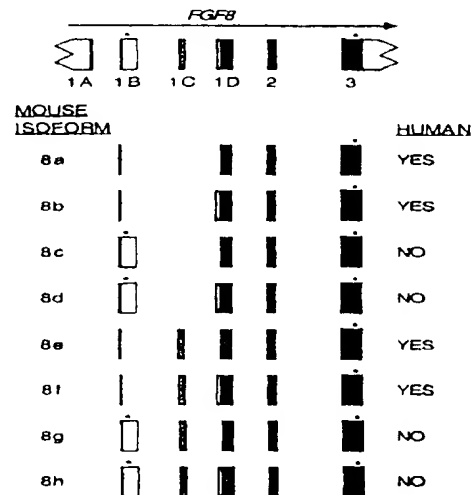 FGF8
1A 1B 1C 1D 2 3
MOUSE
ISOFORM HUMAN
8a YES
8b YES
8c NO
8d NO
8e YES
8f YES
8g NO
8h NO